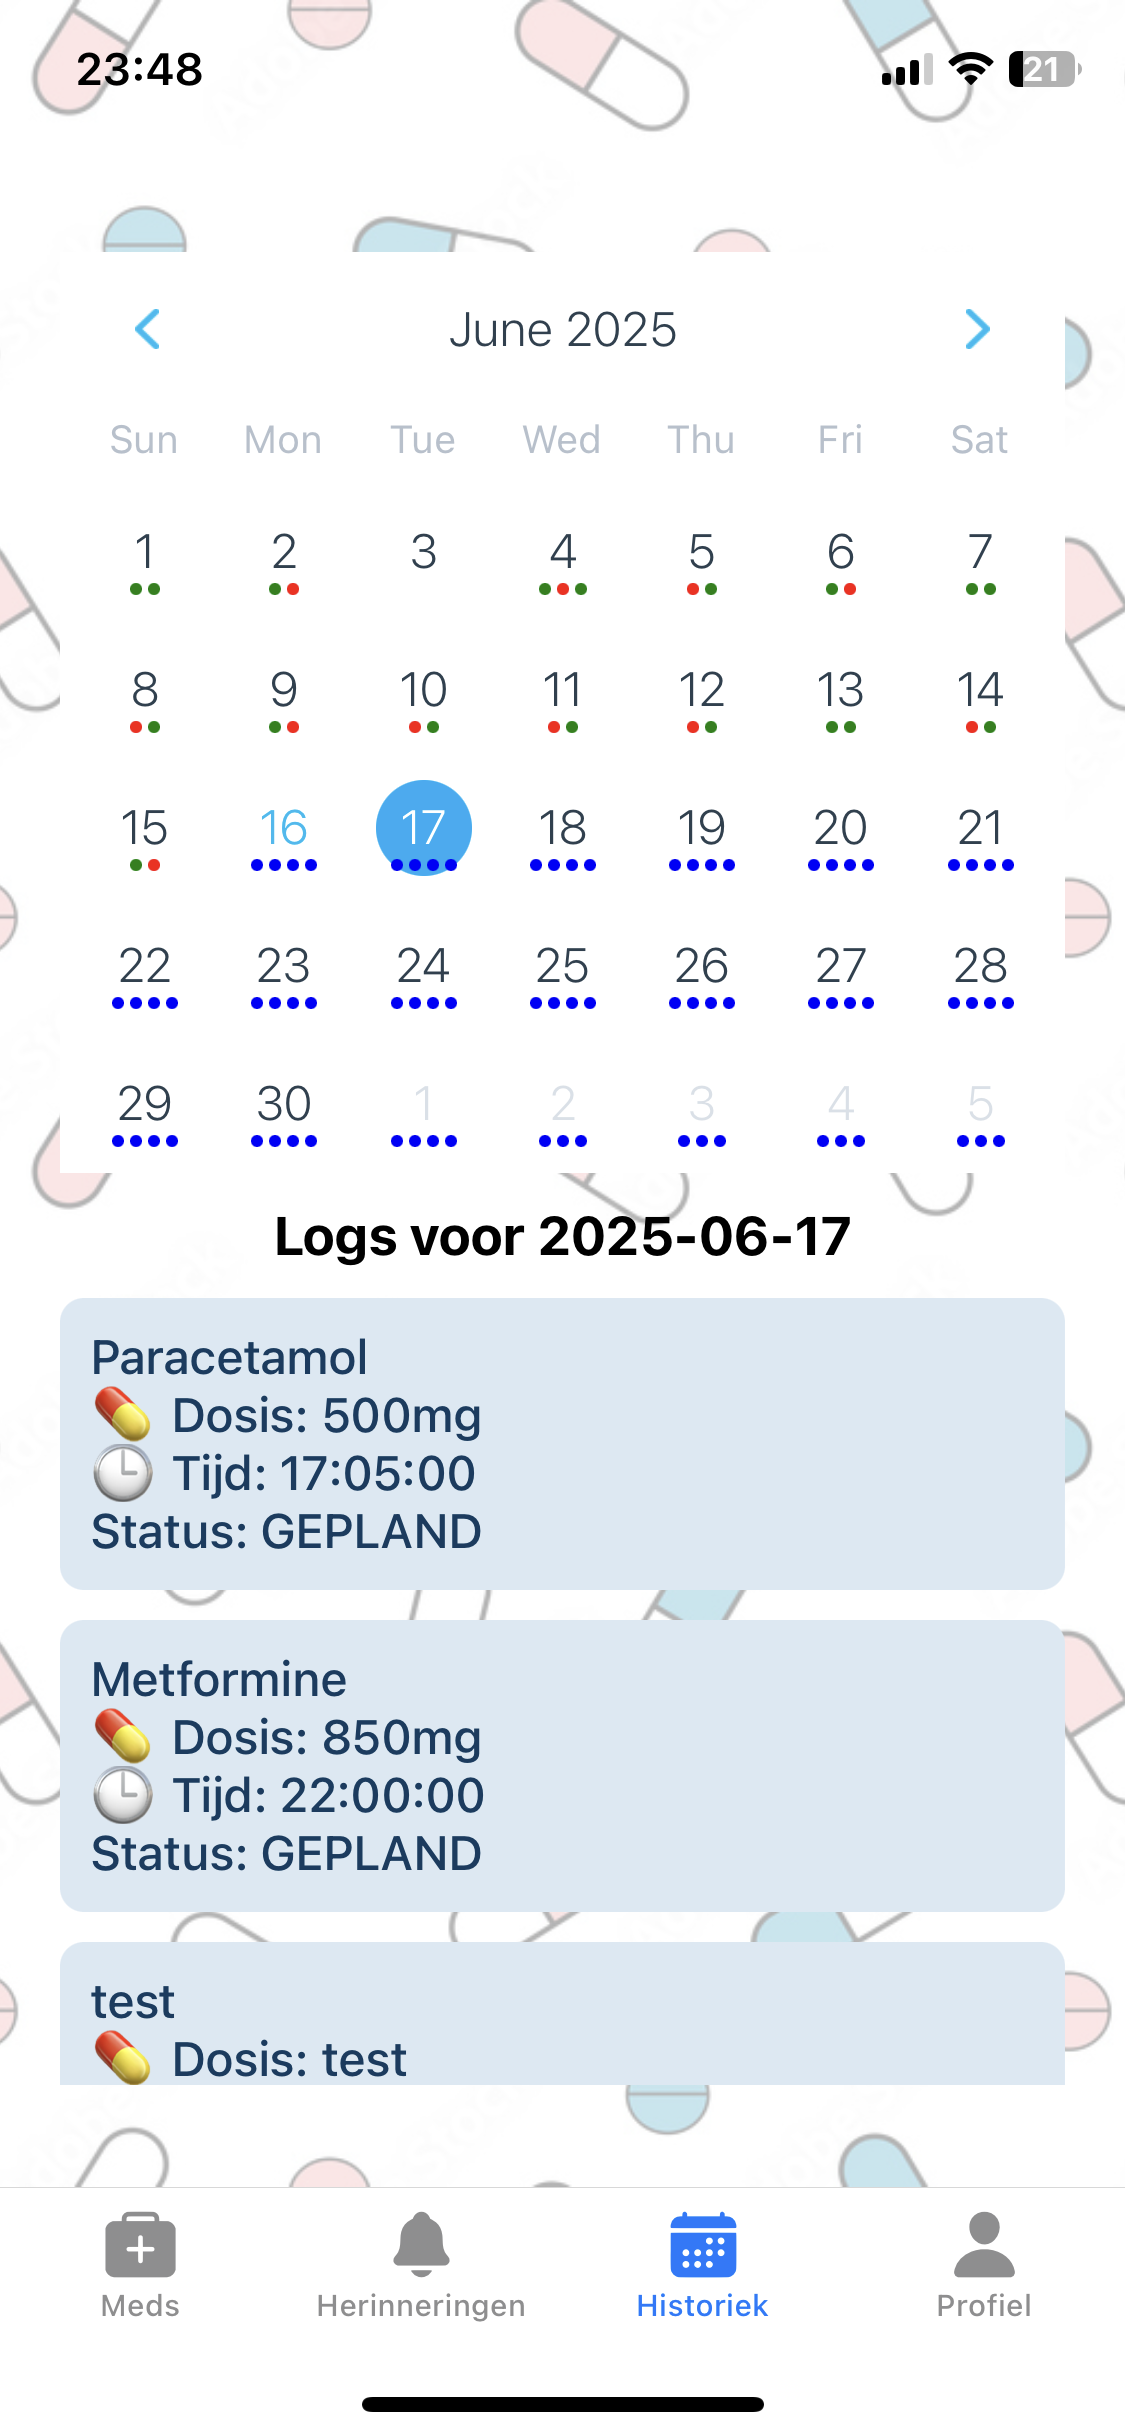 23:48
21
June 2025
Sun Mon Tue Wed Thu Fri Sat
1 2 3 4 5 6 7
8 9 10 11 12 13 14
15 16 17 18 19 20 21
22 23 24 25 26 27 28
29 30 1 2 3 4 5
Logs voor 2025-06-17
Paracetamol
Dosis: 500mg
Tijd: 17:05:00
Status: GEPLAND
Metformine
Dosis: 850mg
Tijd: 22:00:00
Status: GEPLAND
test
Dosis: test
Meds Herinneringen Historiek Profiel